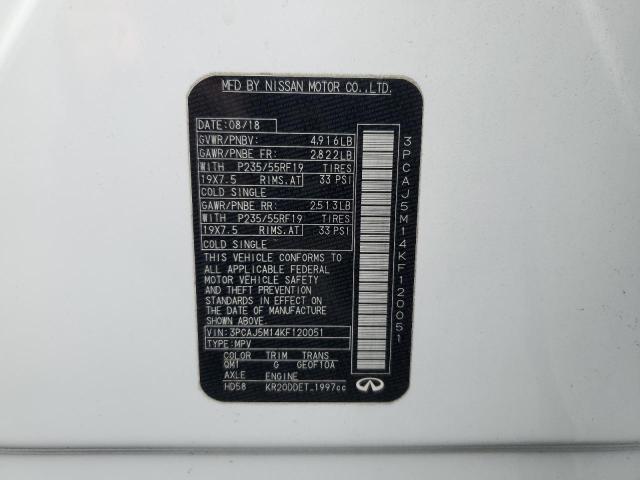 MFD BY NISSAN MOTOR CO.,LTD.
DATE: 08/18
GVWR/PNBV: 4,916LB
GAWR/PNBE FR: 2,822LB
WITH P235/55RF19 TIRES
19X7.5 RIMS.AT 33 PSI
COLD SINGLE
GAWR/PNBE RR: 2,513LB
WITH P235/55RF19 TIRES
19X7.5 RIMS.AT 33 PSI
COLD SINGLE
THIS VEHICLE CONFORMS TO
ALL APPLICABLE FEDERAL
MOTOR VEHICLE SAFETY
AND THEFT PREVENTION
STANDARDS IN EFFECT ON
THE DATE OF MANUFACTURE
SHOWN ABOVE
VIN: 3PCAJ5M14KF120051
TYPE: MPV
COLOR TRIM TRANS
QM1 G GE0F10A
AXLE ENGINE
HD58 KR20DDET 1997cc
3PCAJ5M14KF120051